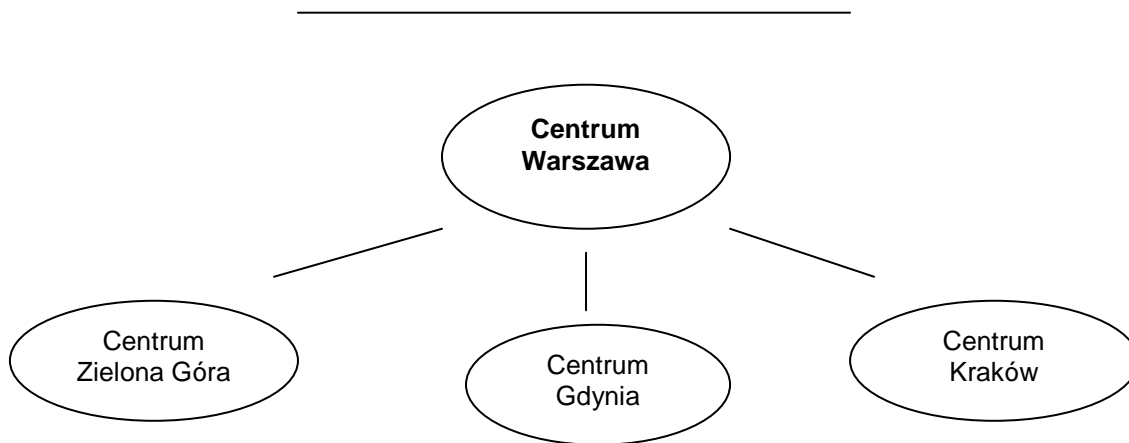 Centrum
Warszawa
Centrum
Zielona Góra
Centrum
Gdynia
Centrum
Kraków